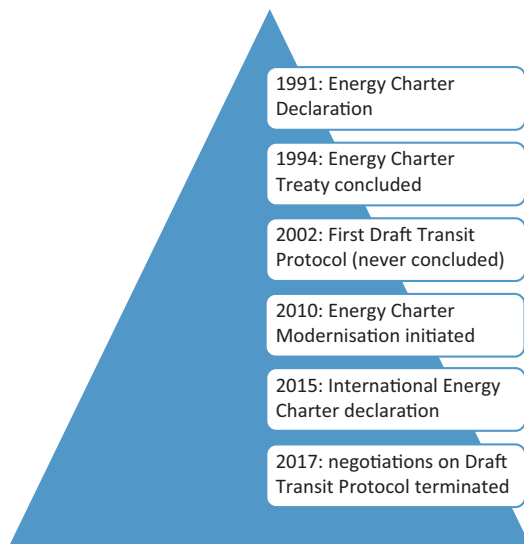 1991: Energy Charter
Declaration
1994: Energy Charter
Treaty concluded
2002: First Draft Transit
Protocol (never concluded)
2010: Energy Charter
Modernisation initiated
2015: International Energy
Charter declaration
2017: negotiations on Draft
Transit Protocol terminated